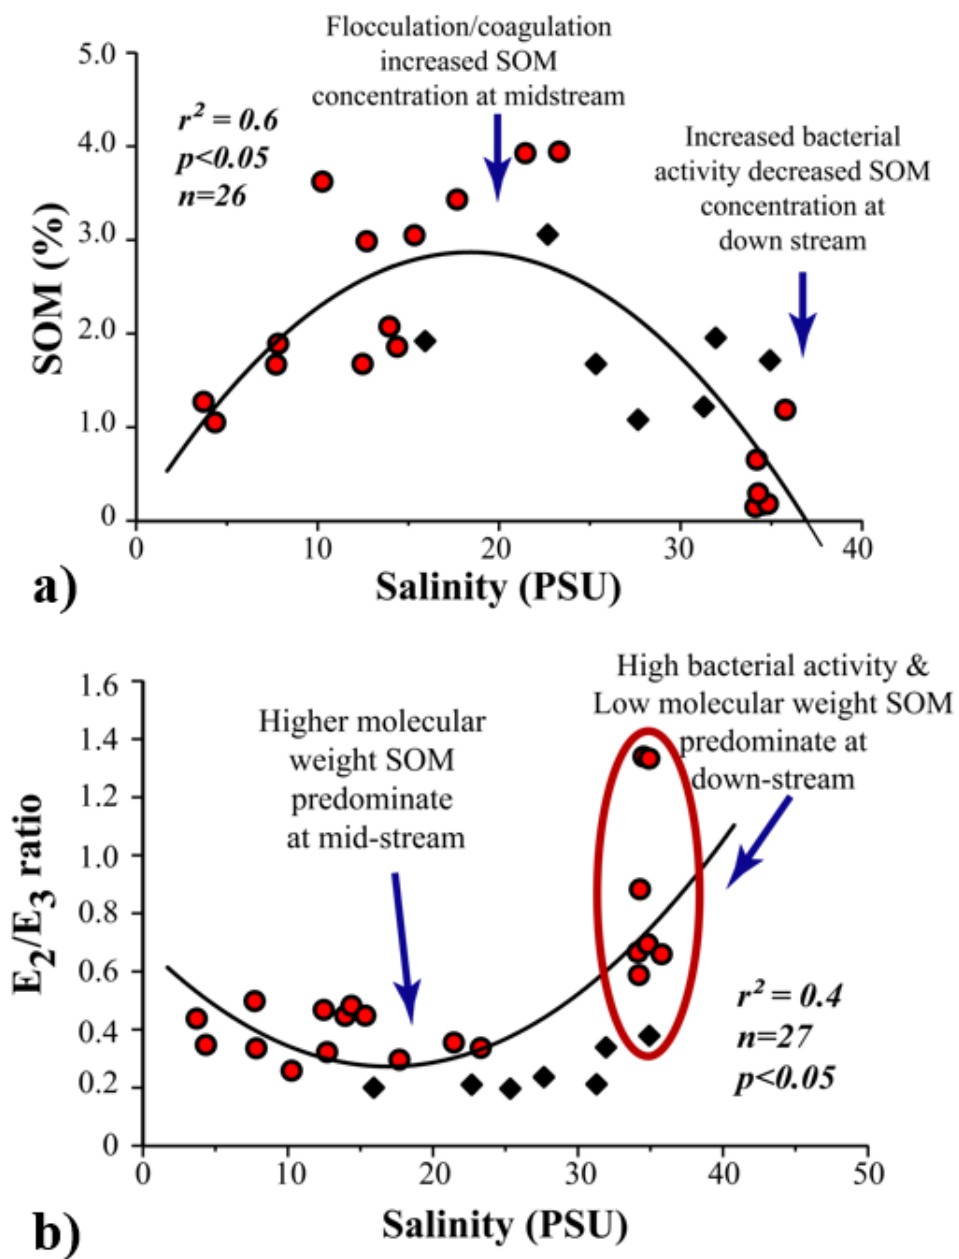 Flocculation/coagulation
increased SOM
concentration at midstream
Increased bacterial
activity decreased SOM
concentration at
down stream
r² = 0.6
p<0.05
n=26
5.0
4.0
3.0
2.0
1.0
0
SOM (%)
0 10 20 30 40
Salinity (PSU)
a)
High bacterial activity &
Low molecular weight SOM
predominate at
down-stream
Higher molecular
weight SOM
predominate
at mid-stream
1.6
1.4
1.2
1.0
0.8
0.6
0.4
0.2
0
E₂/E₃ ratio
r² = 0.4
n=27
p<0.05
0 10 20 30 40 50
Salinity (PSU)
b)